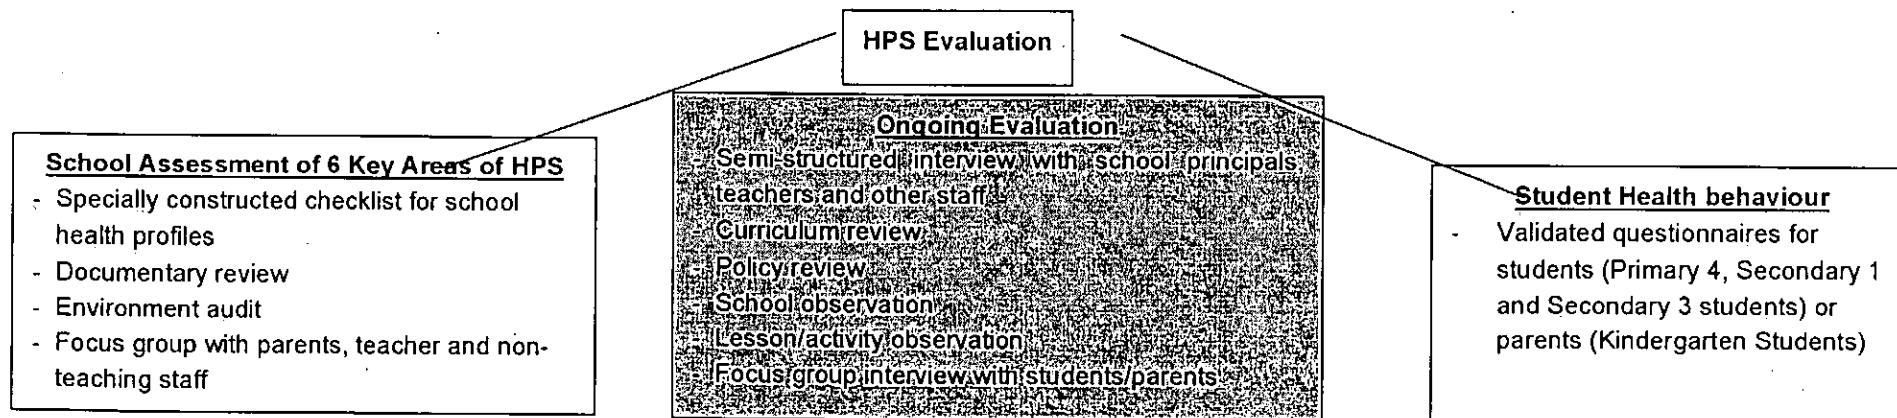 HPS Evaluation
School Assessment of 6 Key Areas of HPS
- Specially constructed checklist for school
health profiles
- Documentary review
- Environment audit
- Focus group with parents, teacher and non-
teaching staff
Ongoing Evaluation
- Semi-structured interview with school principals
teachers and other staff
- Curriculum review
- Policy review
- School observation
- Lesson/activity observation
- Focus group interview with students/parents
Student Health behaviour
- Validated questionnaires for
students (Primary 4, Secondary 1
and Secondary 3 students) or
parents (Kindergarten Students)